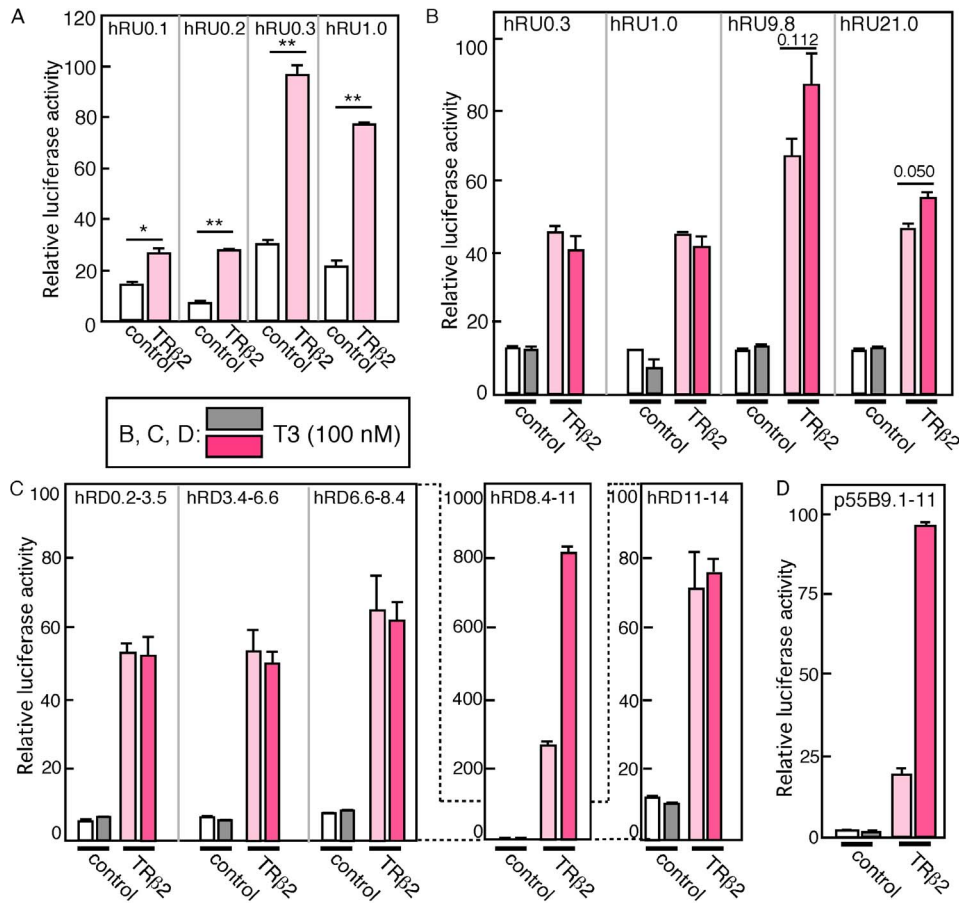 A
hRU0.1 hRU0.2 hRU0.3 hRU1.0
Relative luciferase activity
120
100
80
60
40
20
0
* ** ** **
control TRβ2 control TRβ2 control TRβ2 control TRβ2
B, C, D: T3 (100 nM)
B
hRU0.3 hRU1.0 hRU9.8 hRU21.0
Relative luciferase activity
100
80
60
40
20
0
0.112
0.050
control TRβ2 control TRβ2 control TRβ2 control TRβ2
C
hRD0.2-3.5 hRD3.4-6.6 hRD6.6-8.4
Relative luciferase activity
100
80
60
40
20
0
control TRβ2 control TRβ2 control TRβ2
hRD8.4-11
1000
800
600
400
200
0
control TRβ2
hRD11-14
100
80
60
40
20
0
control TRβ2
D
p55B9.1-11
Relative luciferase activity
100
75
50
25
0
control TRβ2